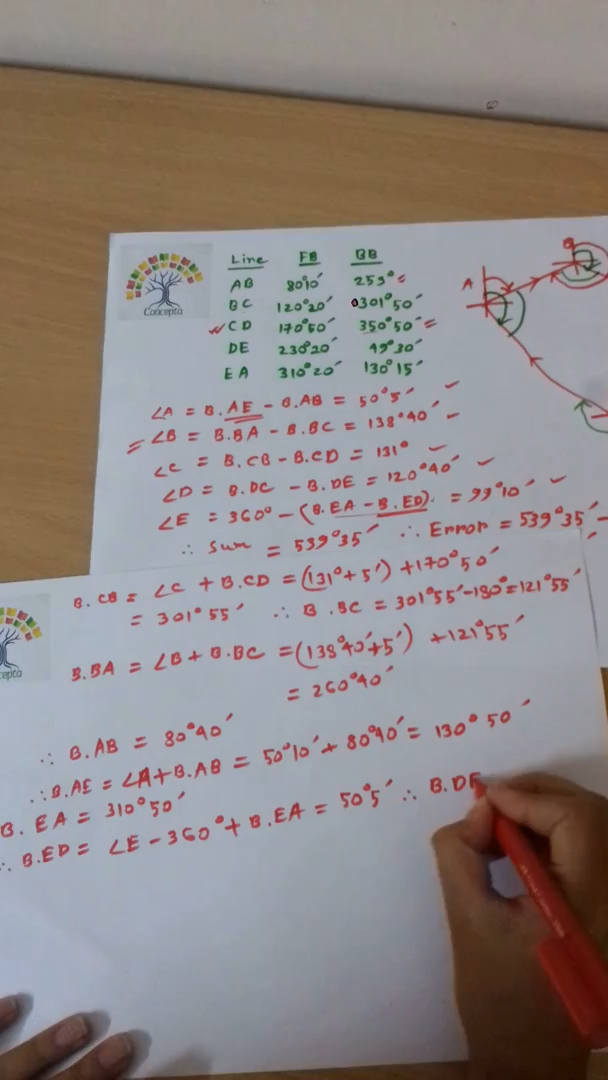 Line FB BB
AB 80°10′ 259°
BC 120°20′ 301°50′
CD 170°50′ 350°50′
DE 230°20′ 49°30′
EA 310°20′ 130°15′
Concepta
A
B
∠A = B.AE - B.AB = 50°5′
∠B = B.BA - B.BC = 138°40′
∠C = B.CB - B.CD = 131°
∠D = B.DC - B.DE = 120°40′
∠E = 360° - (B.EA - B.ED) = 99°10′
∴ Sum = 539°35′ ∴ Error = 539°35′
B.CB = ∠C + B.CD = (131°+5′) + 170°50′
= 301°55′ ∴ B.BC = 301°55′-180°=121°55′
cepta
B.BA = ∠B + B.BC = (138°40′+5′) + 121°55′
= 260°40′
∴ B.AB = 80°40′
∴ B.AE = ∠A + B.AB = 50°10′ + 80°40′ = 130°50′
B.EA = 310°50′
∴ B.ED = ∠E - 360° + B.EA = 50°5′ ∴ B.DE